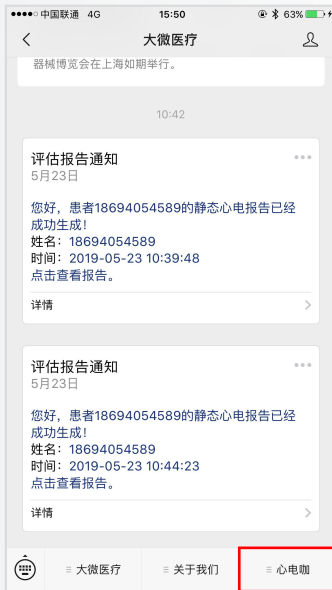 中国联通 4G 15:50 63%
大微医疗
器械博览会在上海如期举行。
10:42
评估报告通知
5月23日
您好，患者18694054589的静态心电报告已经
成功生成！
姓名：18694054589
时间：2019-05-23 10:39:48
点击查看报告。
详情
评估报告通知
5月23日
您好，患者18694054589的静态心电报告已经
成功生成！
姓名：18694054589
时间：2019-05-23 10:44:23
点击查看报告。
详情
大微医疗 关于我们 心电咖